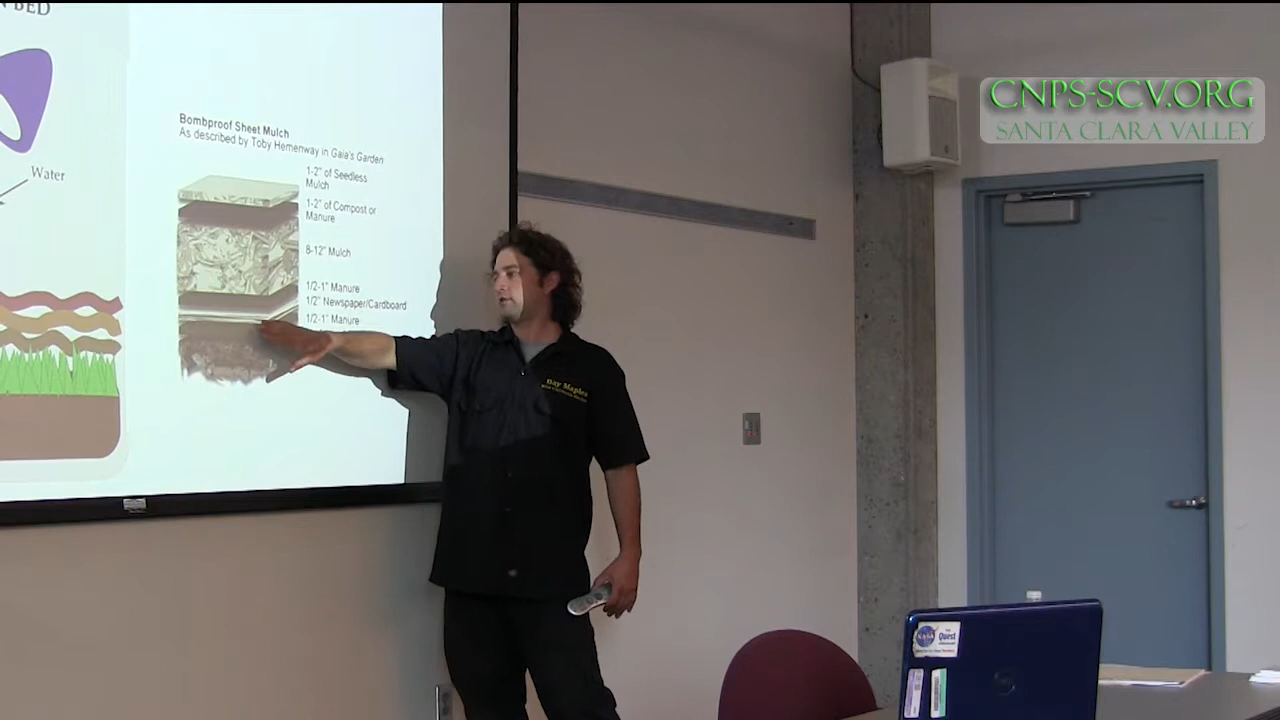 BED
Water
Bombproof Sheet Mulch
As described by Toby Hemenway in Gaia's Garden
1-2" of Seedless
Mulch
1-2" of Compost or
Manure
8-12" Mulch
1/2-1" Manure
1/2" Newspaper/Cardboard
1/2-1" Manure
CNPS-SCV.ORG
SANTA CLARA VALLEY
Bay Maples
NASA
Quest